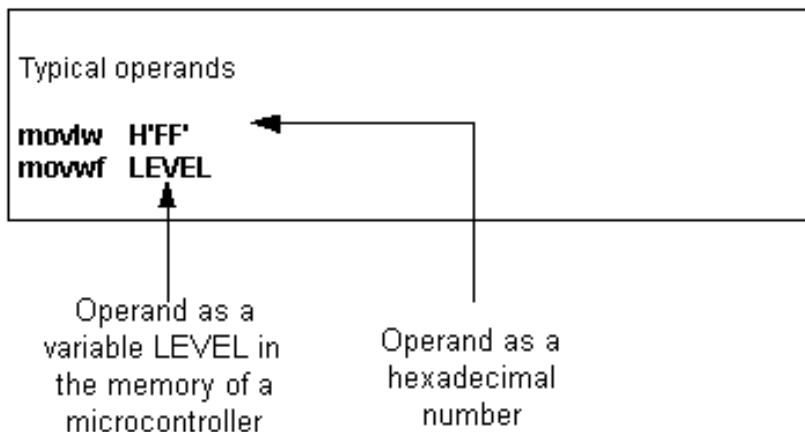 Typical operands
movlw H'FF'
movwf LEVEL
Operand as a
variable LEVEL in
the memory of a
microcontroller
Operand as a
hexadecimal
number